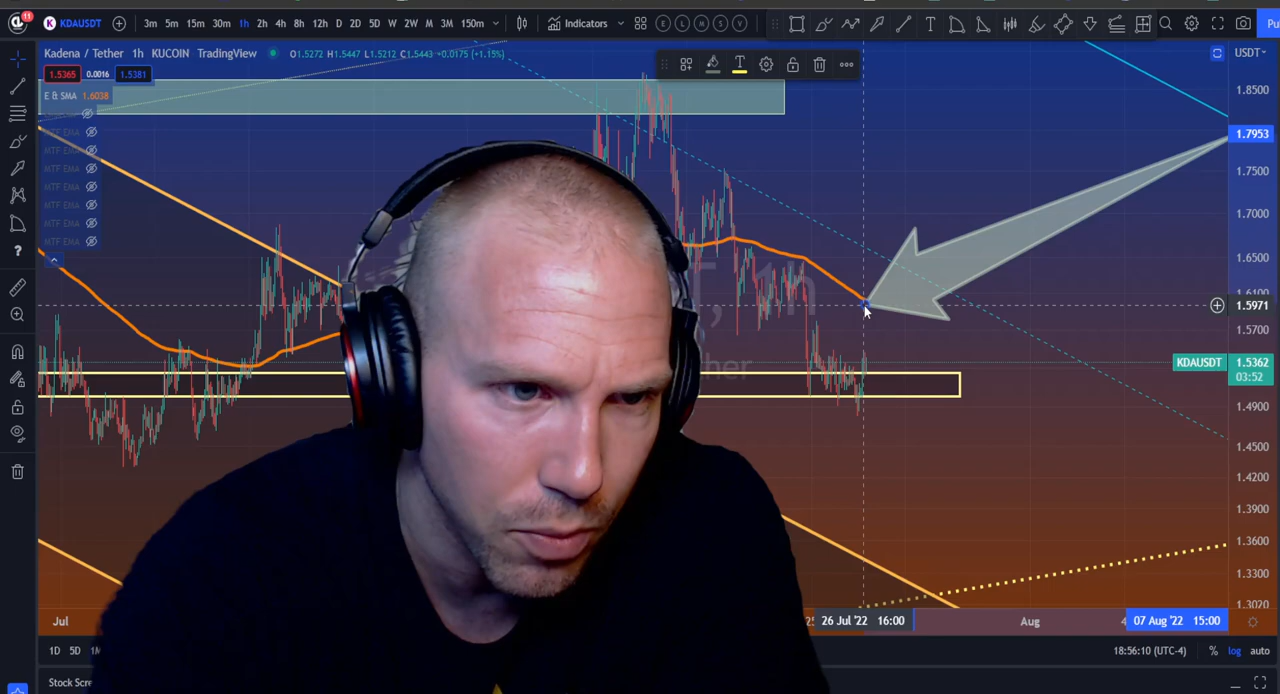 11 KDAUSDT 3m 5m 15m 30m 1h 2h 4h 8h 12h D 2D 5D W 2W M 3M 150m Indicators E L M S V Pu
Kadena / Tether 1h KUCOIN TradingView O1.5272 H1.5447 L1.5212 C1.5443 +0.0175 (+1.15%) USDT
1.5365 0.0016 1.5381
1.8500
E & SMA 1.6038
MTF EMA
1.7953
MTF EMA
MTF EMA
1.7500
MTF EMA
MTF EMA
1.7000
MTF EMA
MTF EMA
1.6500
T, 1h
1.5971
1.5700
ther
KDAUSDT 1.5362
03:52
1.4900
1.4500
1.4200
1.3900
1.3600
1.3300
1.3020
Jul 26 Jul '22 16:00 Aug 07 Aug '22 15:00
1D 5D 18:56:10 (UTC-4) % log auto
Stock Scre